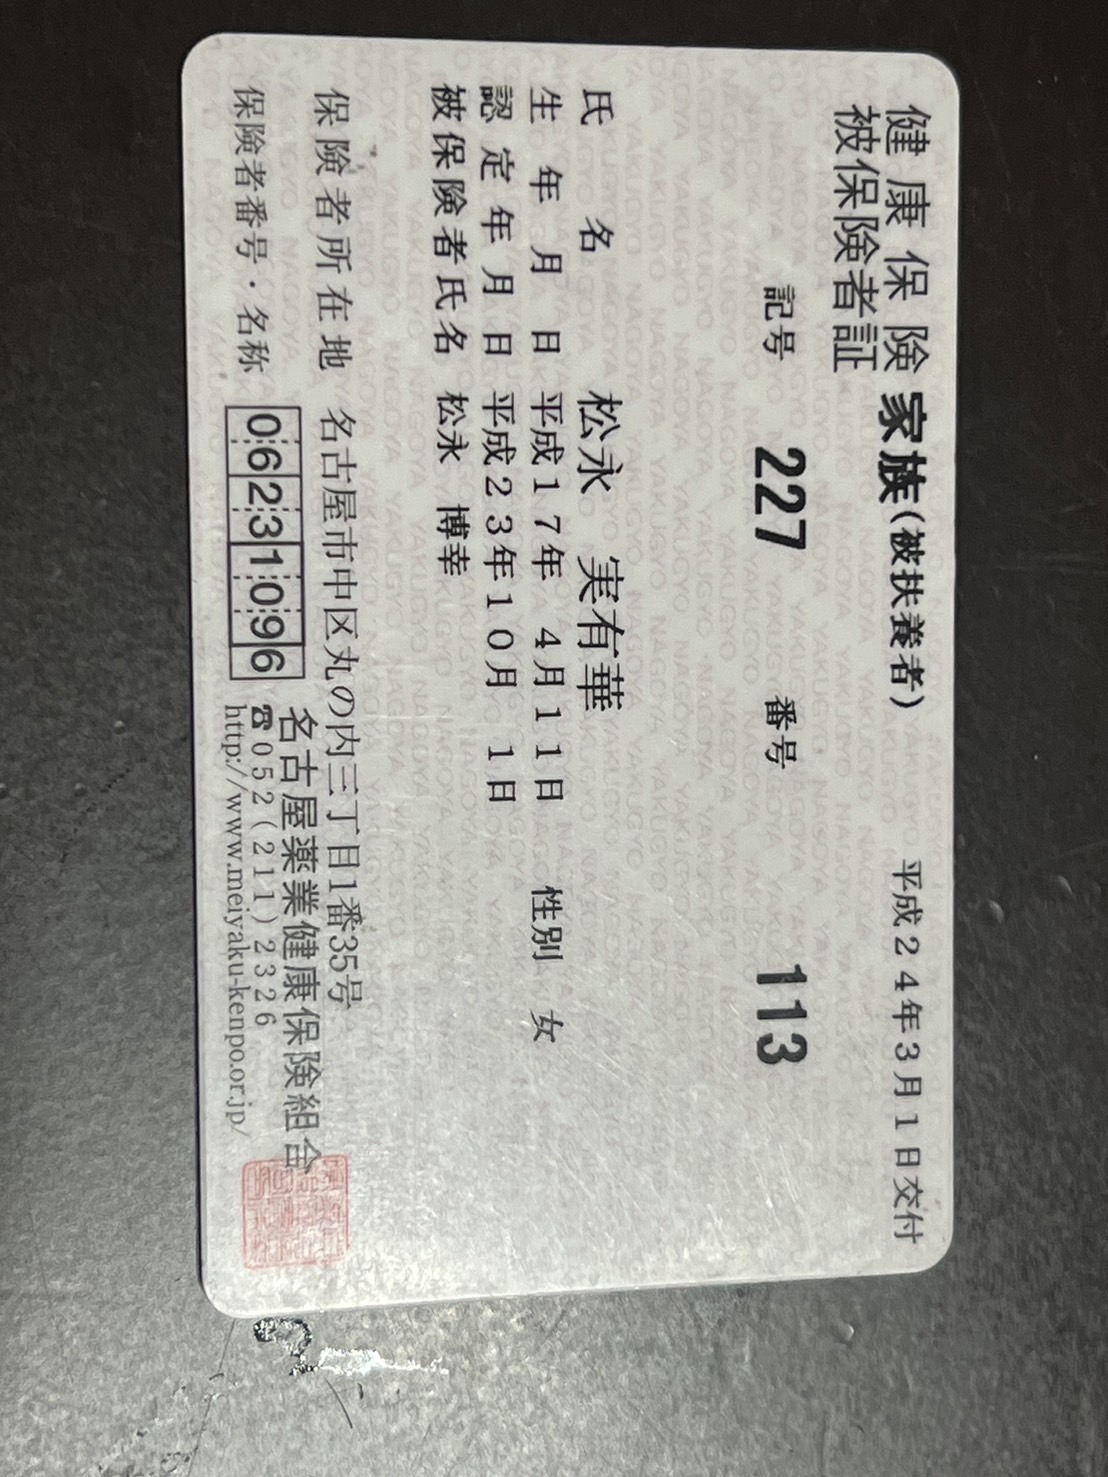 健康保険 家族(被扶養者) 平成24年3月1日交付
被保険者証
記号 227 番号 113
氏名 松永 実有華
生年月日 平成17年 4月11日 性別 女
認定年月日 平成23年10月 1日
被保険者氏名 松永 博幸
保険者所在地 名古屋市中区丸の内三丁目1番35号
保険者番号・名称 06231096 名古屋薬業健康保険組合
☎052(211)2326
http://www.meiyaku-kenpo.or.jp/